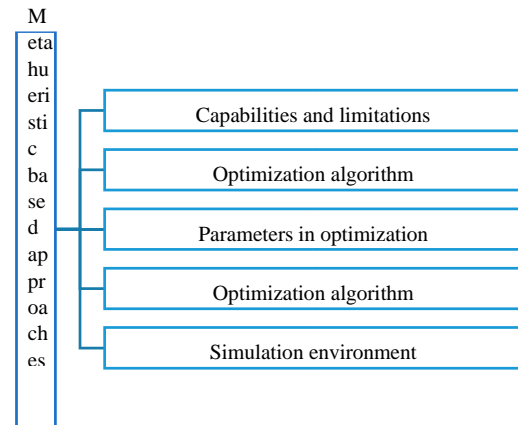 M
eta
hu
eri
sti
c
ba
se
d
ap
pr
oa
ch
es
Capabilities and limitations
Optimization algorithm
Parameters in optimization
Optimization algorithm
Simulation environment